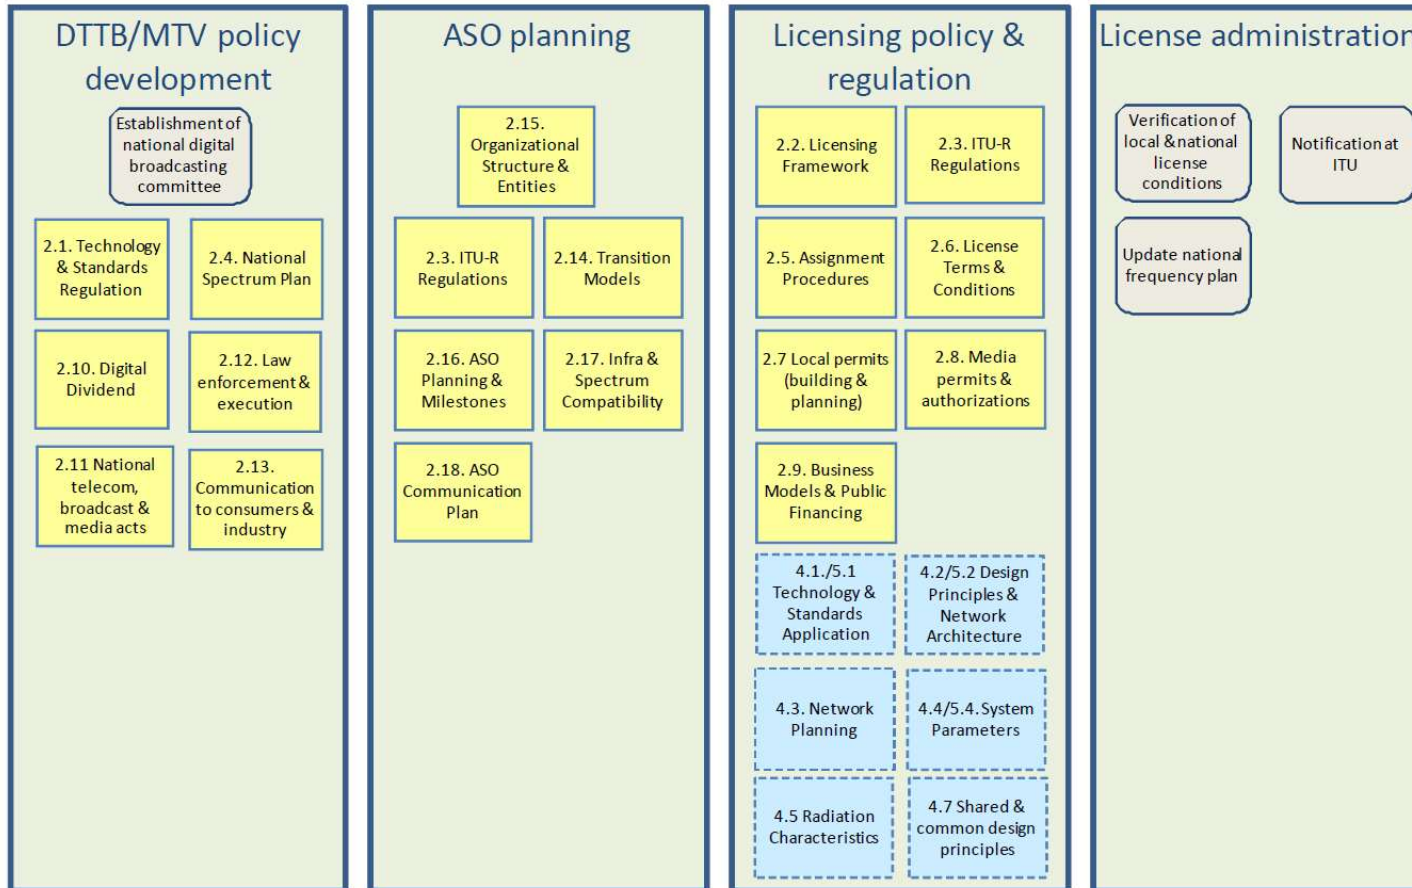 DTTB/MTV policy
development
Establishment of
national digital
broadcasting
committee
2.1. Technology
& Standards
Regulation
2.4. National
Spectrum Plan
2.10. Digital
Dividend
2.12. Law
enforcement &
execution
2.11 National
telecom,
broadcast &
media acts
2.13.
Communication
to consumers &
industry
ASO planning
2.15.
Organizational
Structure &
Entities
2.3. ITU-R
Regulations
2.14. Transition
Models
2.16. ASO
Planning &
Milestones
2.17. Infra &
Spectrum
Compatibility
2.18. ASO
Communication
Plan
Licensing policy &
regulation
2.2. Licensing
Framework
2.3. ITU-R
Regulations
2.5. Assignment
Procedures
2.6. License
Terms &
Conditions
2.7 Local permits
(building &
planning)
2.8. Media
permits &
authorizations
2.9. Business
Models & Public
Financing
4.1./5.1
Technology &
Standards
Application
4.2/5.2 Design
Principles &
Network
Architecture
4.3. Network
Planning
4.4/5.4. System
Parameters
4.5 Radiation
Characteristics
4.7 Shared &
common design
principles
License administration
Verification of
local & national
license
conditions
Notification at
ITU
Update national
frequency plan